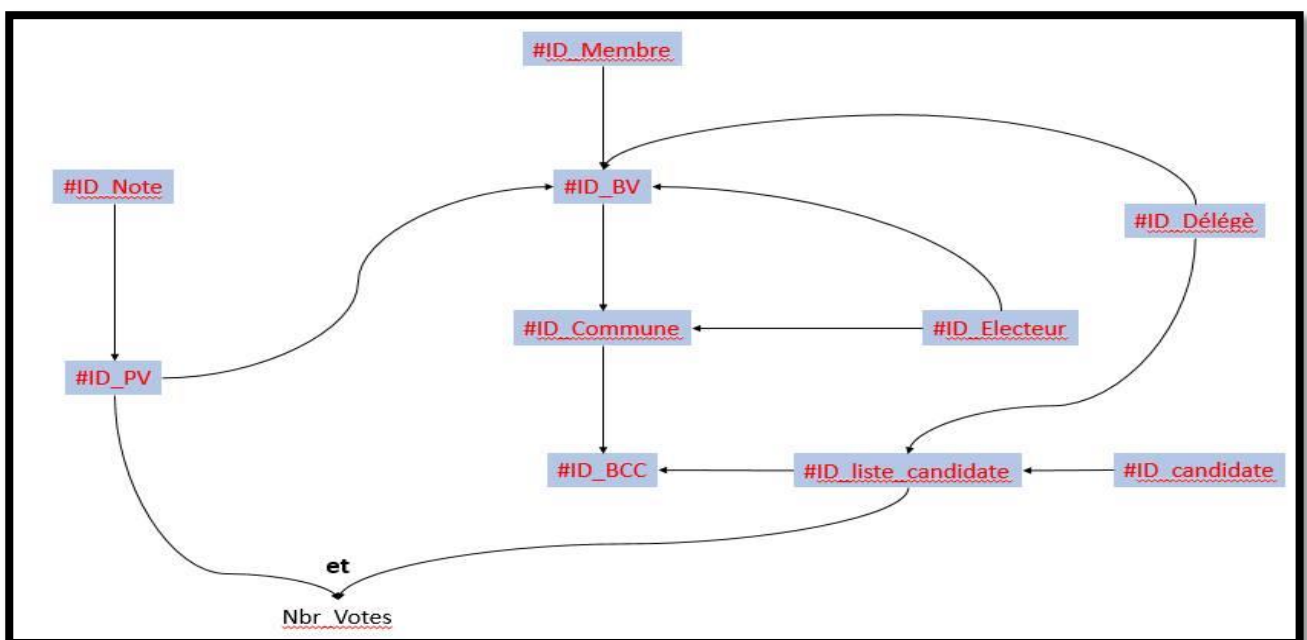 #ID_Membre
#ID_Note
#ID_BV
#ID_Délégè
#ID_Commune
#ID_Electeur
#ID_PV
#ID_BCC
#ID_liste_candidate
#ID_candidate
et
Nbr_Votes